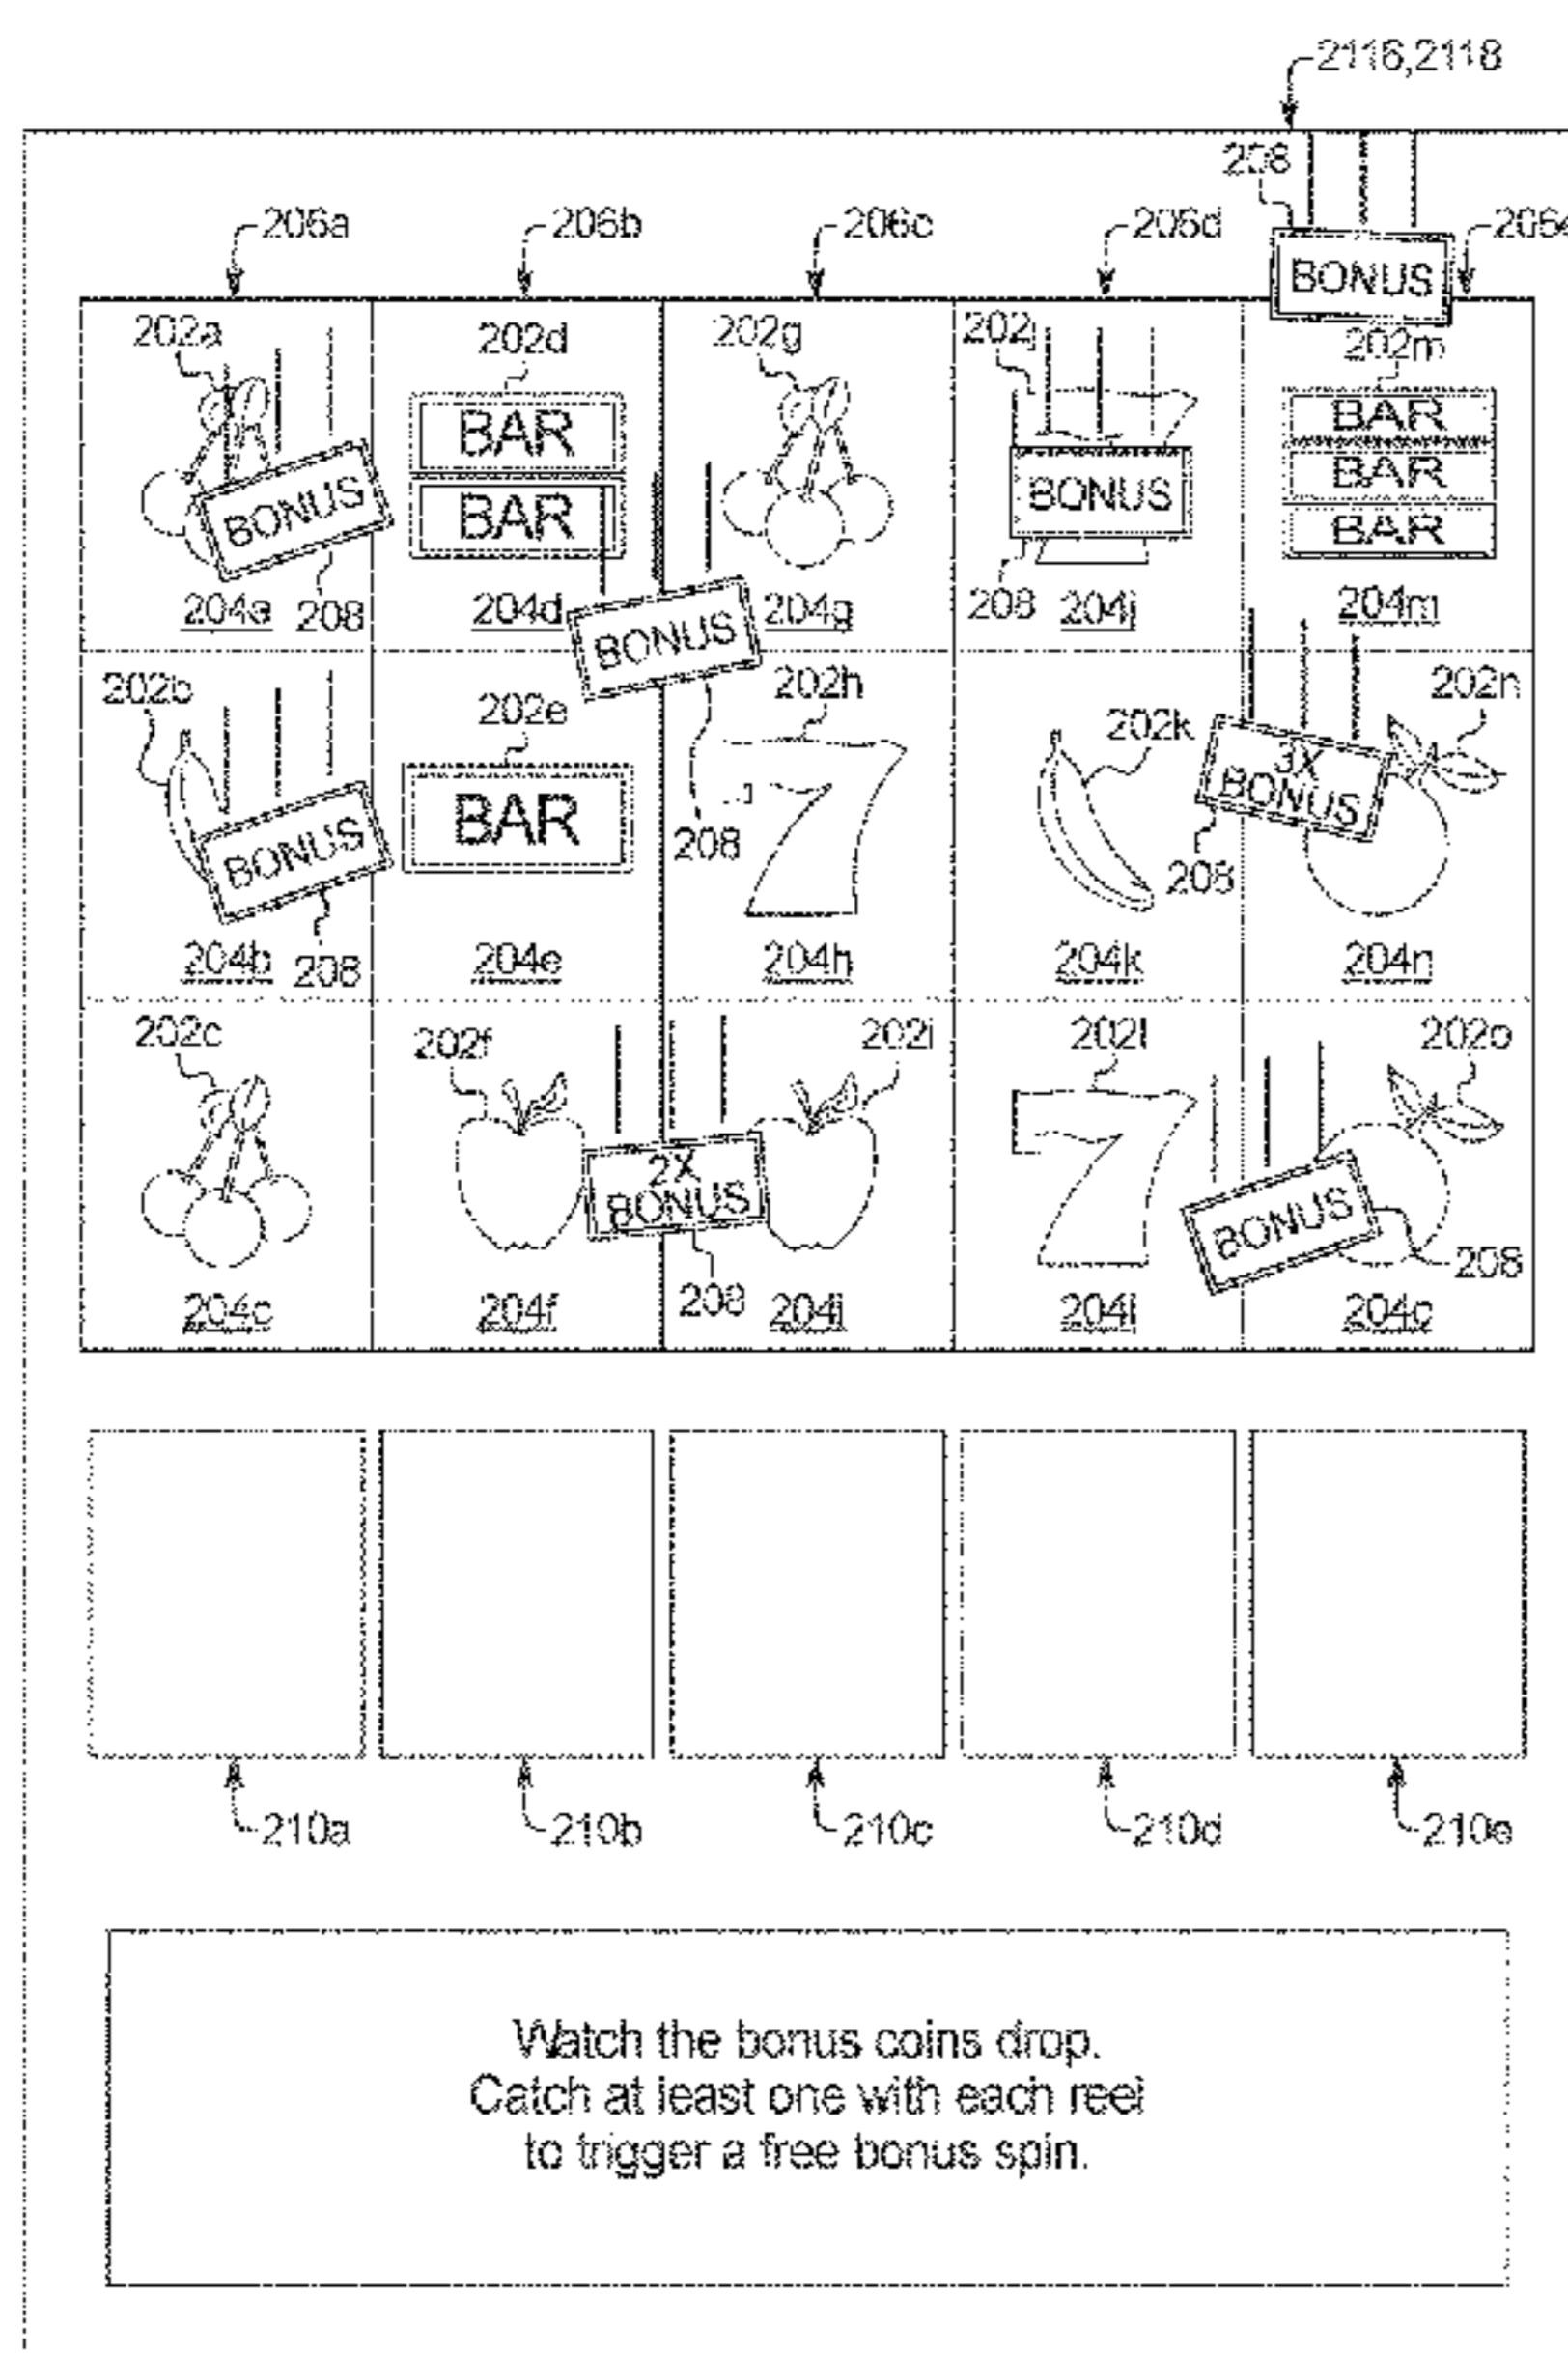 2116,2118
208
206a 206b 206c 206d 206e
BONUS
202a 202d 202g 202j 202m
BAR BAR
BAR
BONUS BAR BONUS BAR
204a 208 204d 204g 208 204j 204m
BONUS
202b 202e 202h 202k 202n
3X
BONUS
BONUS BAR 208 208
204b 208 204e 204h 204k 204n
202c 202f 202i 202l 202o
2X
BONUS BONUS
208
204c 204f 208 204i 204l 204o
210a 210b 210c 210d 210e
Watch the bonus coins drop.
Catch at least one with each reel
to trigger a free bonus spin.